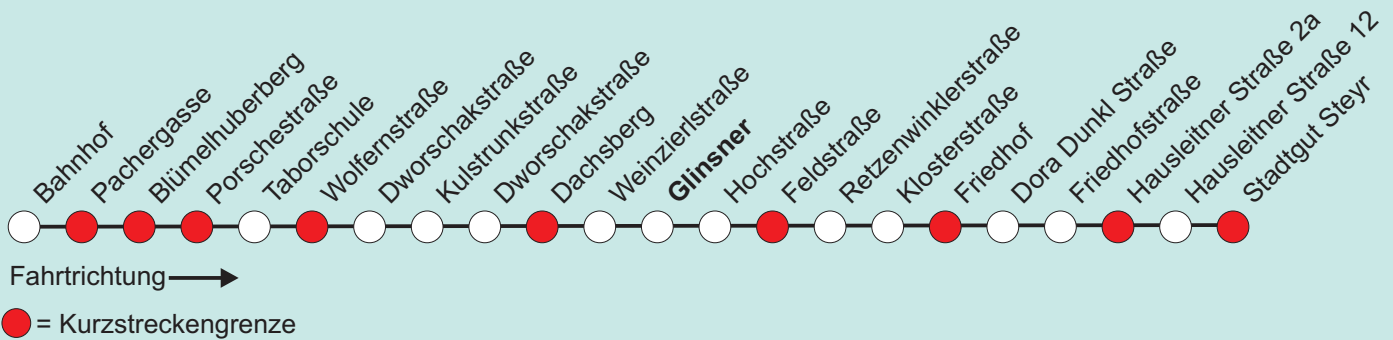 Bahnhof
Pachergasse
Blümelhuberberg
Porschestraße
Taborschule
Wolfernstraße
Dworschakstraße
Kulstrunkstraße
Dworschakstraße
Dachsberg
Weinzierlstraße
Glinsner
Hochstraße
Feldstraße
Retzenwinklerstraße
Klosterstraße
Friedhof
Dora Dunkl Straße
Friedhofstraße
Hausleitner Straße 2a
Hausleitner Straße 12
Stadtgut Steyr
Fahrtrichtung
= Kurzstreckengrenze